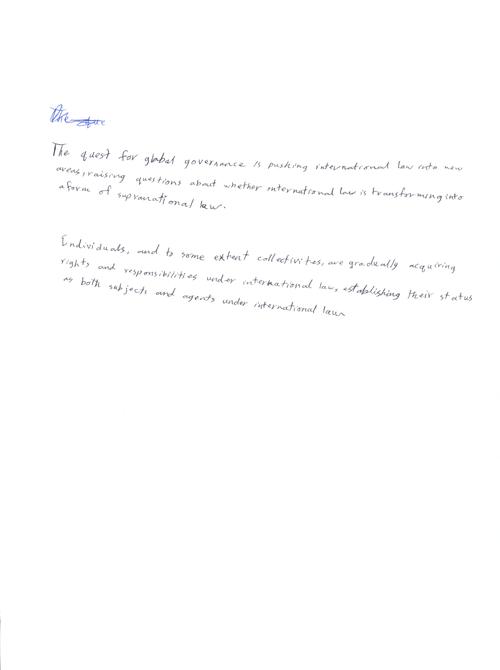 The quest for global governance is pushing international law into new
areas, raising questions about whether international law is transforming into
a form of supranational law.
Individuals, and to some extent collectivities, are gradually acquiring
rights and responsibilities under international law, establishing their status
as both subjects and agents under international law